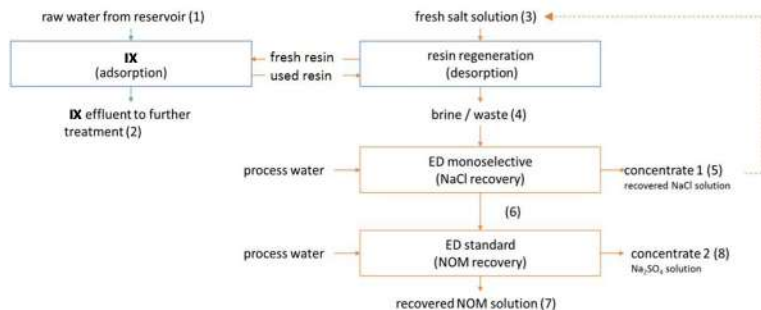 raw water from reservoir (1)
fresh salt solution (3)
IX
(adsorption)
fresh resin
used resin
resin regeneration
(desorption)
IX effluent to further
treatment (2)
brine / waste (4)
process water
ED monoselective
(NaCl recovery)
concentrate 1 (5)
recovered NaCl solution
(6)
process water
ED standard
(NOM recovery)
concentrate 2 (8)
Na₂SO₄ solution
recovered NOM solution (7)